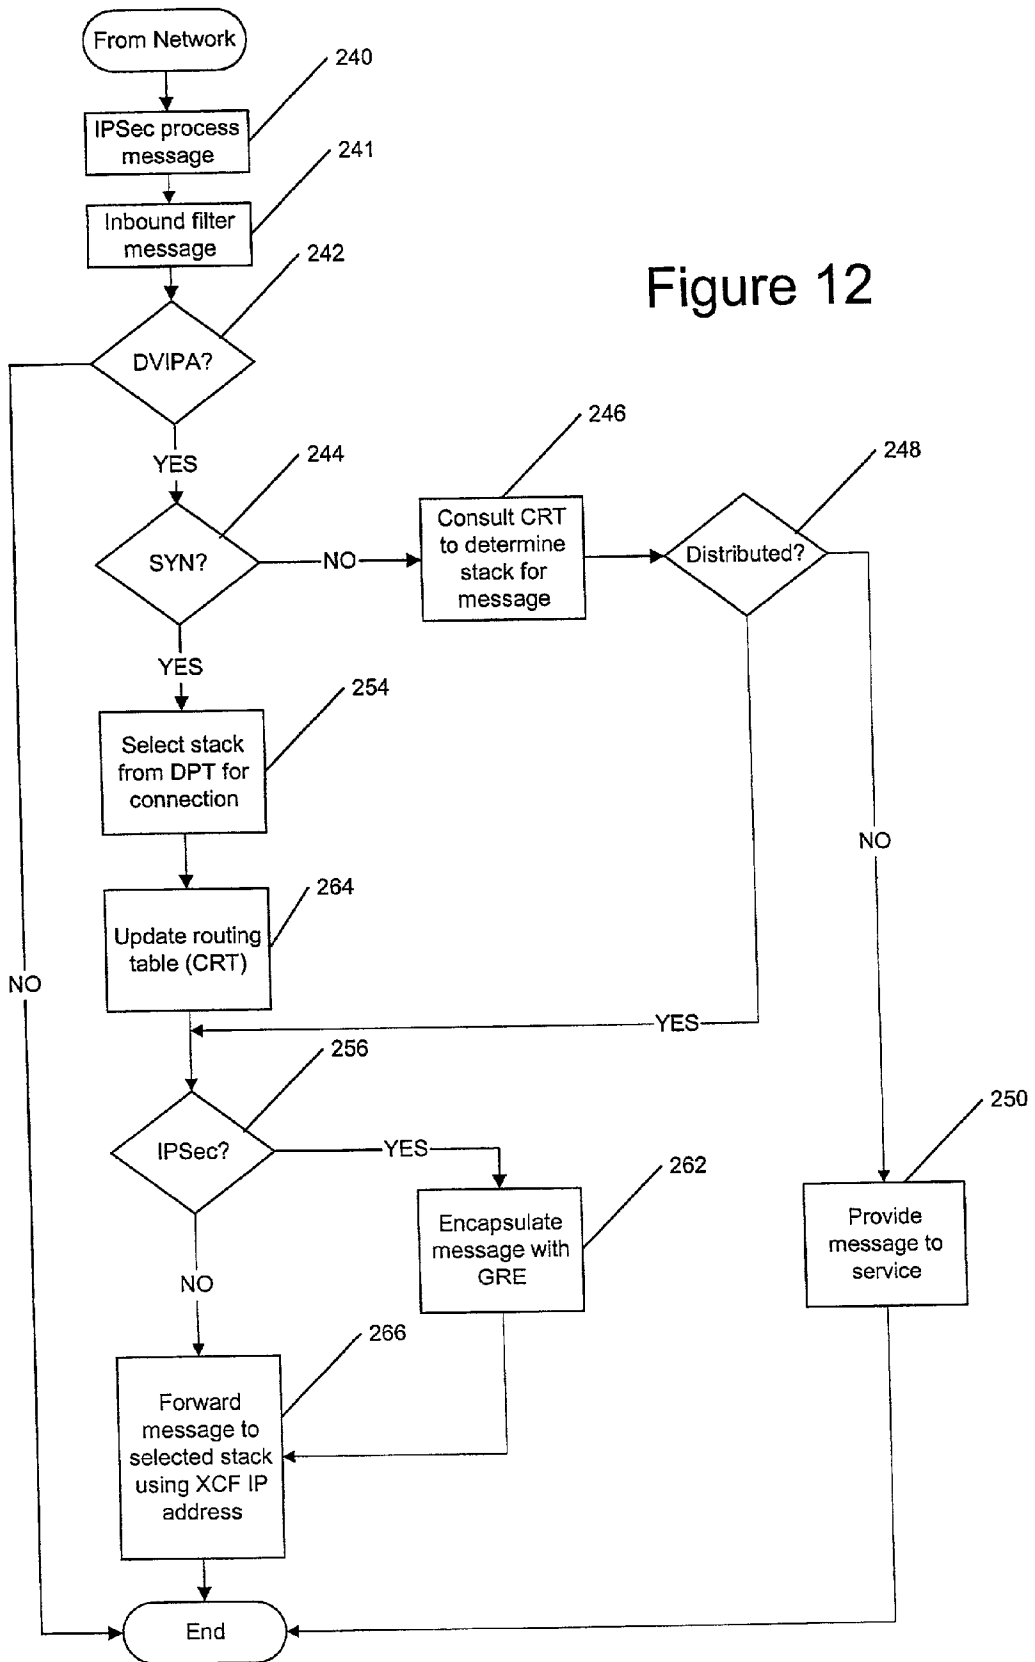 From Network
240
IPSec process
message
241
Inbound filter
message
242
Figure 12
DVIPA?
YES
244
246
248
SYN?
NO
Consult CRT
to determine
stack for
message
Distributed?
YES
254
Select stack
from DPT for
connection
NO
264
Update routing
table (CRT)
NO
YES
256
IPSec?
YES
250
262
Encapsulate
message with
GRE
Provide
message to
service
NO
266
Forward
message to
selected stack
using XCF IP
address
End